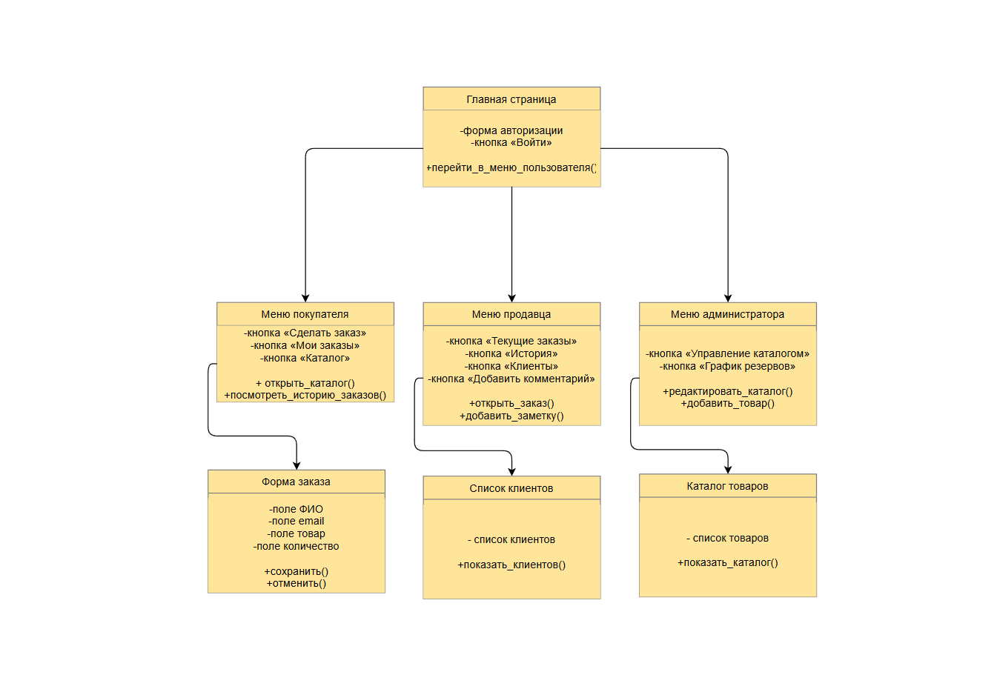 Главная страница
-форма авторизации
-кнопка «Войти»
+перейти_в_меню_пользователя()
Меню покупателя
-кнопка «Сделать заказ»
-кнопка «Мои заказы»
-кнопка «Каталог»
+ открыть_каталог()
+посмотреть_историю_заказов()
Меню продавца
-кнопка «Текущие заказы»
-кнопка «История»
-кнопка «Клиенты»
-кнопка «Добавить комментарий»
+открыть_заказ()
+добавить_заметку()
Меню администратора
-кнопка «Управление каталогом»
-кнопка «График резервов»
+редактировать_каталог()
+добавить_товар()
Форма заказа
-поле ФИО
-поле email
-поле товар
-поле количество
+сохранить()
+отменить()
Список клиентов
- список клиентов
+показать_клиентов()
Каталог товаров
- список товаров
+показать_каталог()